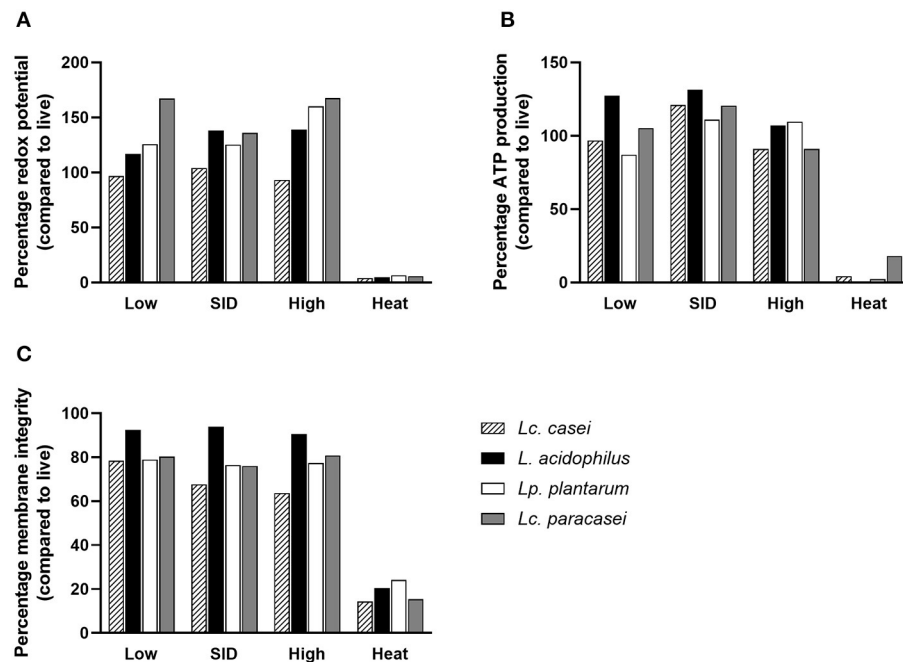 A
Percentage redox potential
(compared to live)
200
150
100
50
0
Low SID High Heat
B
Percentage ATP production
(compared to live)
150
100
50
0
Low SID High Heat
C
Percentage membrane integrity
(compared to live)
100
80
60
40
20
0
Low SID High Heat
Lc. casei
L. acidophilus
Lp. plantarum
Lc. paracasei